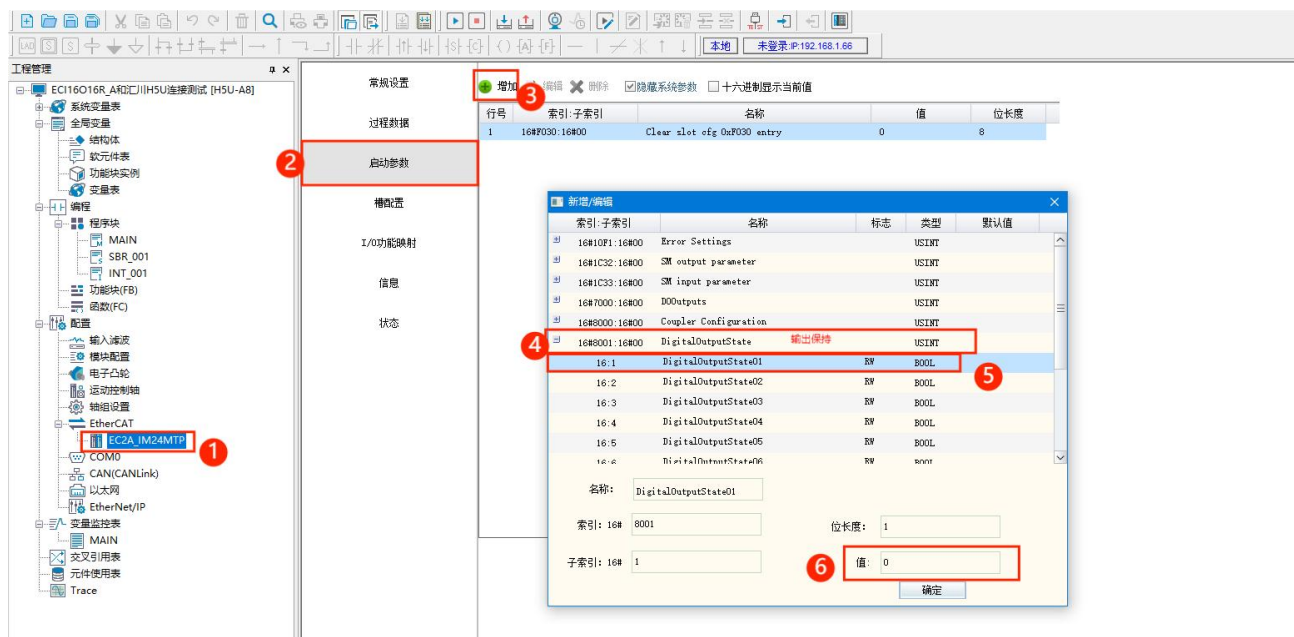 本地 未登录:IP:192.168.1.66
工程管理
ECI16O16R_A和汇川H5U连接测试 [H5U-A8]
系统变量表
全局变量
结构体
软元件表
功能块实例
变量表
编程
程序块
MAIN
SBR_001
INT_001
功能块(FB)
函数(FC)
配置
输入滤波
模块配置
电子凸轮
运动控制轴
轴组设置
EtherCAT
EC2A_IM24MTP
1
COM0
CAN(CANLink)
以太网
EtherNet/IP
变量监控表
MAIN
交叉引用表
元件使用表
Trace
常规设置
过程数据
2
启动参数
槽配置
I/O功能映射
信息
状态
增加 编辑 删除 隐藏系统参数 十六进制显示当前值
3
行号 索引:子索引 名称 值 位长度
1 16#F030:16#00 Clear slot cfg 0xF030 entry 0 8
新增/编辑
索引:子索引 名称 标志 类型 默认值
16#10F1:16#00 Error Settings USINT
16#1C32:16#00 SM output parameter USINT
16#1C33:16#00 SM input parameter USINT
16#7000:16#00 DOOutputs USINT
16#8000:16#00 Coupler Configuration USINT
4 16#8001:16#00 DigitalOutputState 输出保持 USINT
16:1 DigitalOutputState01 RW BOOL
5
16:2 DigitalOutputState02 RW BOOL
16:3 DigitalOutputState03 RW BOOL
16:4 DigitalOutputState04 RW BOOL
16:5 DigitalOutputState05 RW BOOL
16:6 DigitalOutputState06 RW BOOL
名称: DigitalOutputState01
索引: 16# 8001 位长度: 1
子索引: 16# 1 6 值: 0
确定